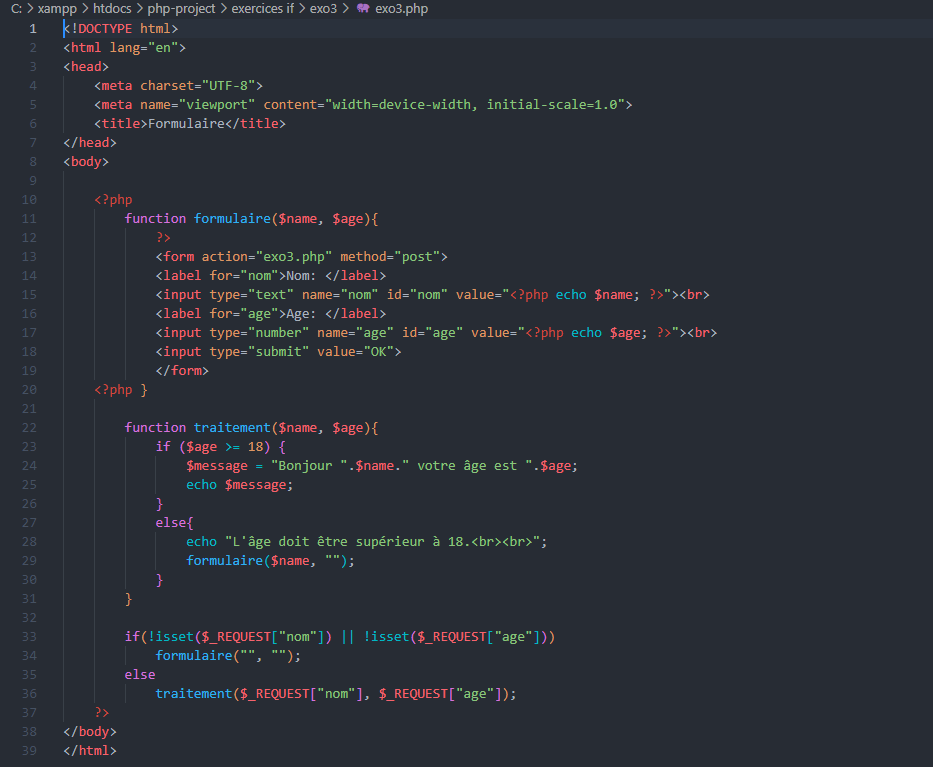 C: > xampp > htdocs > php-project > exercices if > exo3 > exo3.php
1 <!DOCTYPE html>
2 <html lang="en">
3 <head>
4     <meta charset="UTF-8">
5     <meta name="viewport" content="width=device-width, initial-scale=1.0">
6     <title>Formulaire</title>
7 </head>
8 <body>
9
10     <?php
11         function formulaire($name, $age){
12             ?>
13             <form action="exo3.php" method="post">
14             <label for="nom">Nom: </label>
15             <input type="text" name="nom" id="nom" value="<?php echo $name; ?>"><br>
16             <label for="age">Age: </label>
17             <input type="number" name="age" id="age" value="<?php echo $age; ?>"><br>
18             <input type="submit" value="OK">
19             </form>
20     <?php }
21
22         function traitement($name, $age){
23             if ($age >= 18) {
24                 $message = "Bonjour ".$name." votre âge est ".$age;
25                 echo $message;
26             }
27             else{
28                 echo "L'âge doit être supérieur à 18.<br><br>";
29                 formulaire($name, "");
30             }
31         }
32
33         if(!isset($_REQUEST["nom"]) || !isset($_REQUEST["age"]))
34             formulaire("", "");
35         else
36             traitement($_REQUEST["nom"], $_REQUEST["age"]);
37     ?>
38 </body>
39 </html>